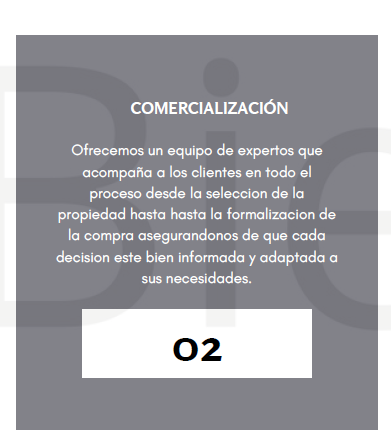 Bie
COMERCIALIZACIÓN
Ofrecemos un equipo de expertos que
acompaña a los clientes en todo el
proceso desde la seleccion de la
propiedad hasta hasta la formalizacion de
la compra asegurandonos de que cada
decision este bien informada y adaptada a
sus necesidades.
02